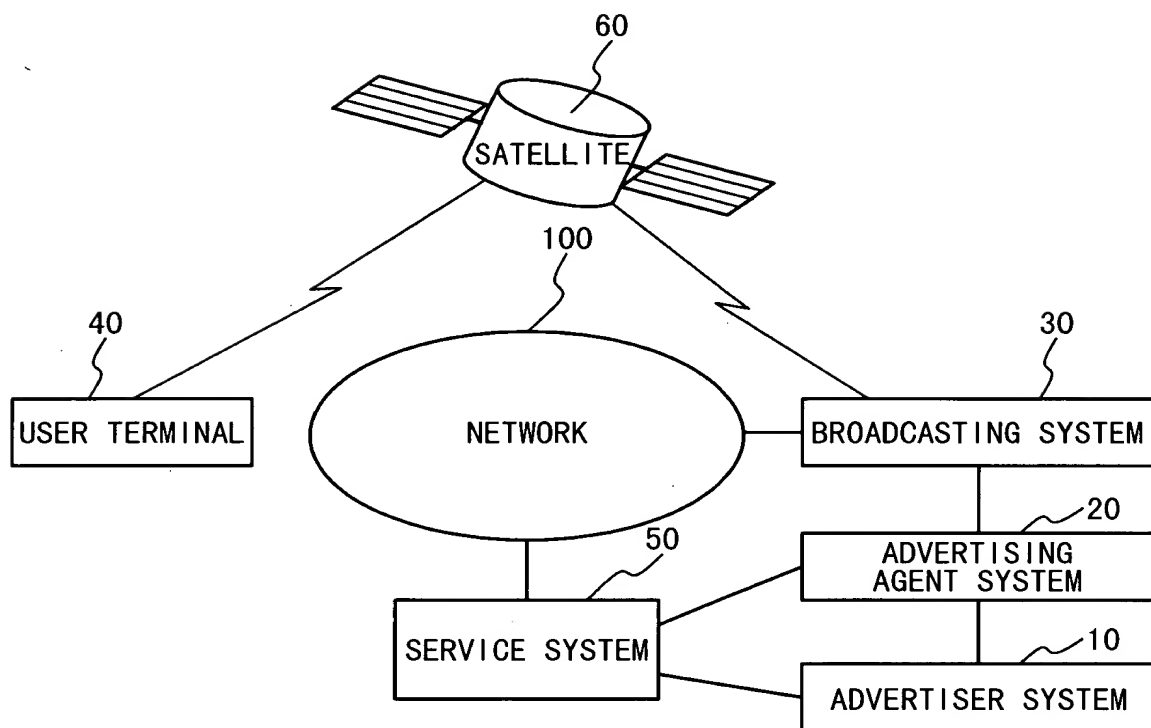 60
SATELLITE
100
40
30
USER TERMINAL
NETWORK
BROADCASTING SYSTEM
50
20
ADVERTISING
AGENT SYSTEM
SERVICE SYSTEM
10
ADVERTISER SYSTEM